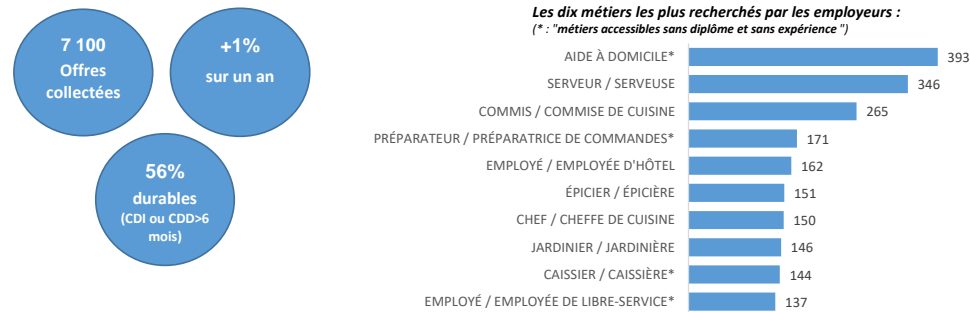 7 100
Offres
collectées
+1%
sur un an
56%
durables
(CDI ou CDD>6
mois)
Les dix métiers les plus recherchés par les employeurs :
(* : "métiers accessibles sans diplôme et sans expérience ")
AIDE À DOMICILE* 393
SERVEUR / SERVEUSE 346
COMMIS / COMMISE DE CUISINE 265
PRÉPARATEUR / PRÉPARATRICE DE COMMANDES* 171
EMPLOYÉ / EMPLOYÉE D'HÔTEL 162
ÉPICIER / ÉPICIÈRE 151
CHEF / CHEFFE DE CUISINE 150
JARDINIER / JARDINIÈRE 146
CAISSIER / CAISSIÈRE* 144
EMPLOYÉ / EMPLOYÉE DE LIBRE-SERVICE* 137